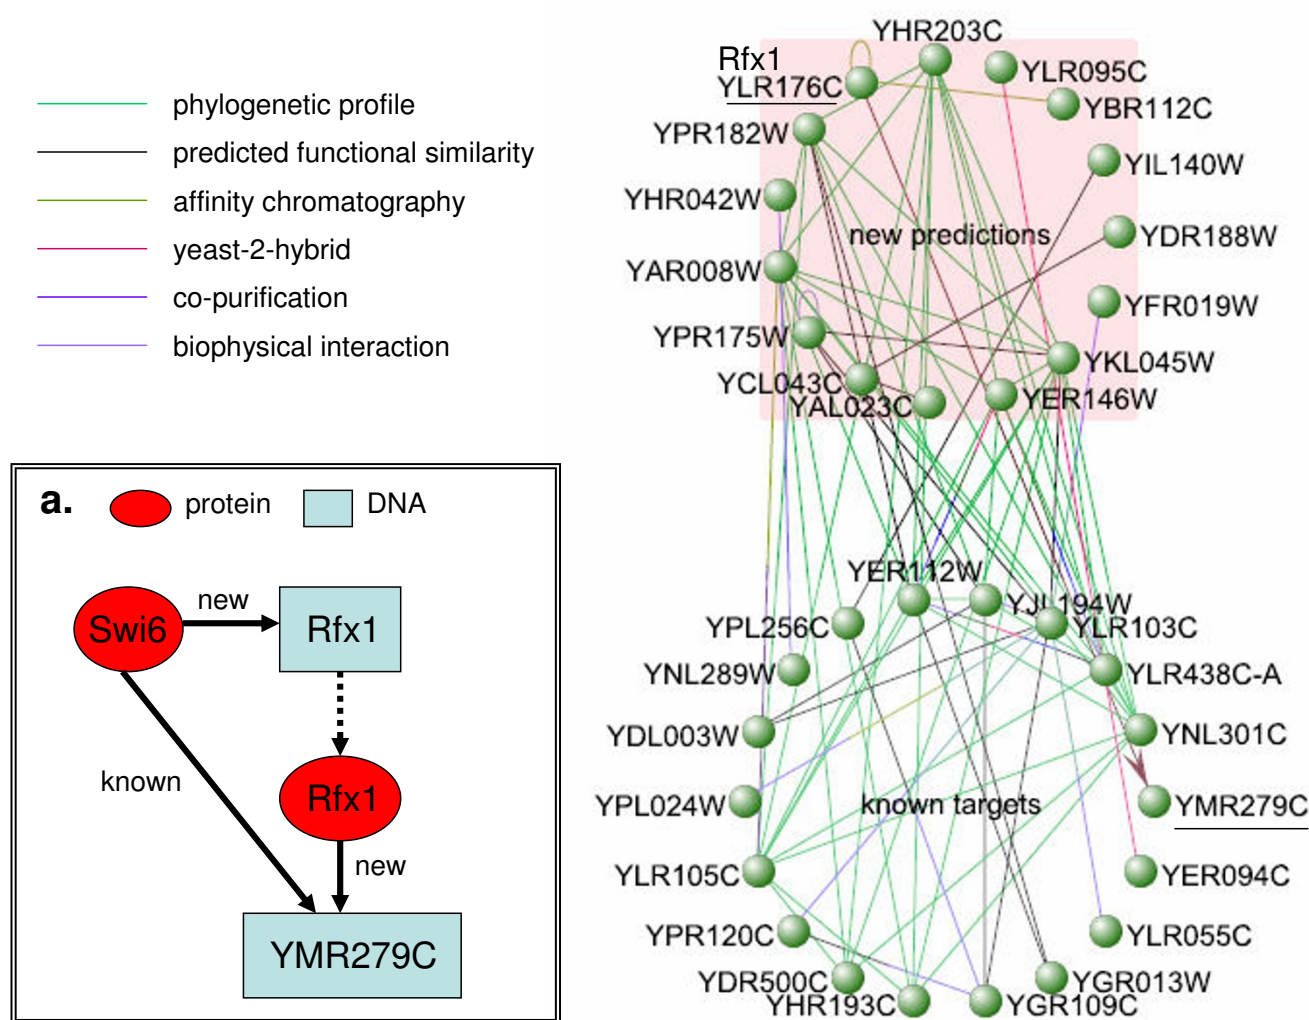 phylogenetic profile
predicted functional similarity
affinity chromatography
yeast-2-hybrid
co-purification
biophysical interaction
a.
protein
DNA
Swi6
new
Rfx1
known
Rfx1
new
YMR279C
YHR203C
Rfx1
YLR176C
YLR095C
YBR112C
YPR182W
YIL140W
YHR042W
new predictions
YDR188W
YAR008W
YFR019W
YPR175W
YKL045W
YCL043C
YAL023C
YER146W
YER112W
YJL194W
YPL256C
YLR103C
YNL289W
YLR438C-A
YDL003W
YNL301C
YPL024W
known targets
YMR279C
YLR105C
YER094C
YPR120C
YLR055C
YDR500C
YGR013W
YHR193C
YGR109C